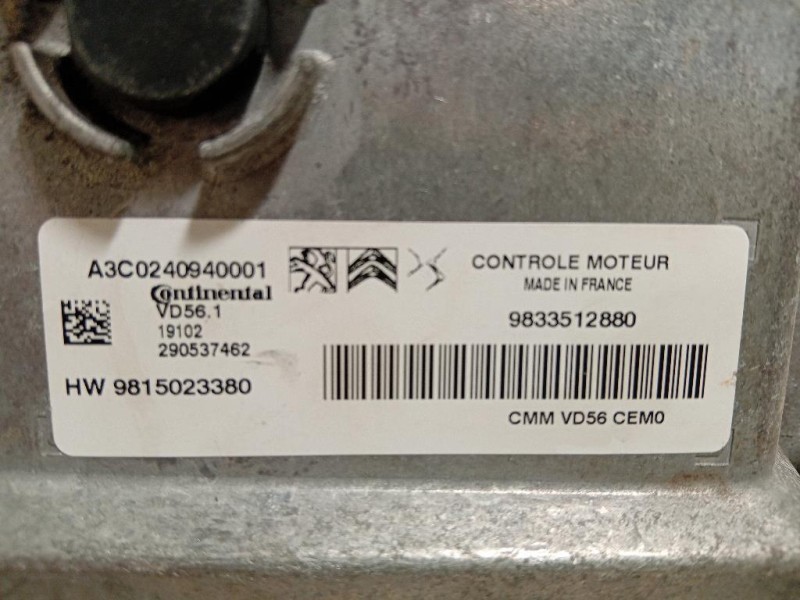 A3C0240940001
Continental
VD56.1
19102
290537462
HW 9815023380
CONTROLE MOTEUR
MADE IN FRANCE
9833512880
CMM VD56 CEM0